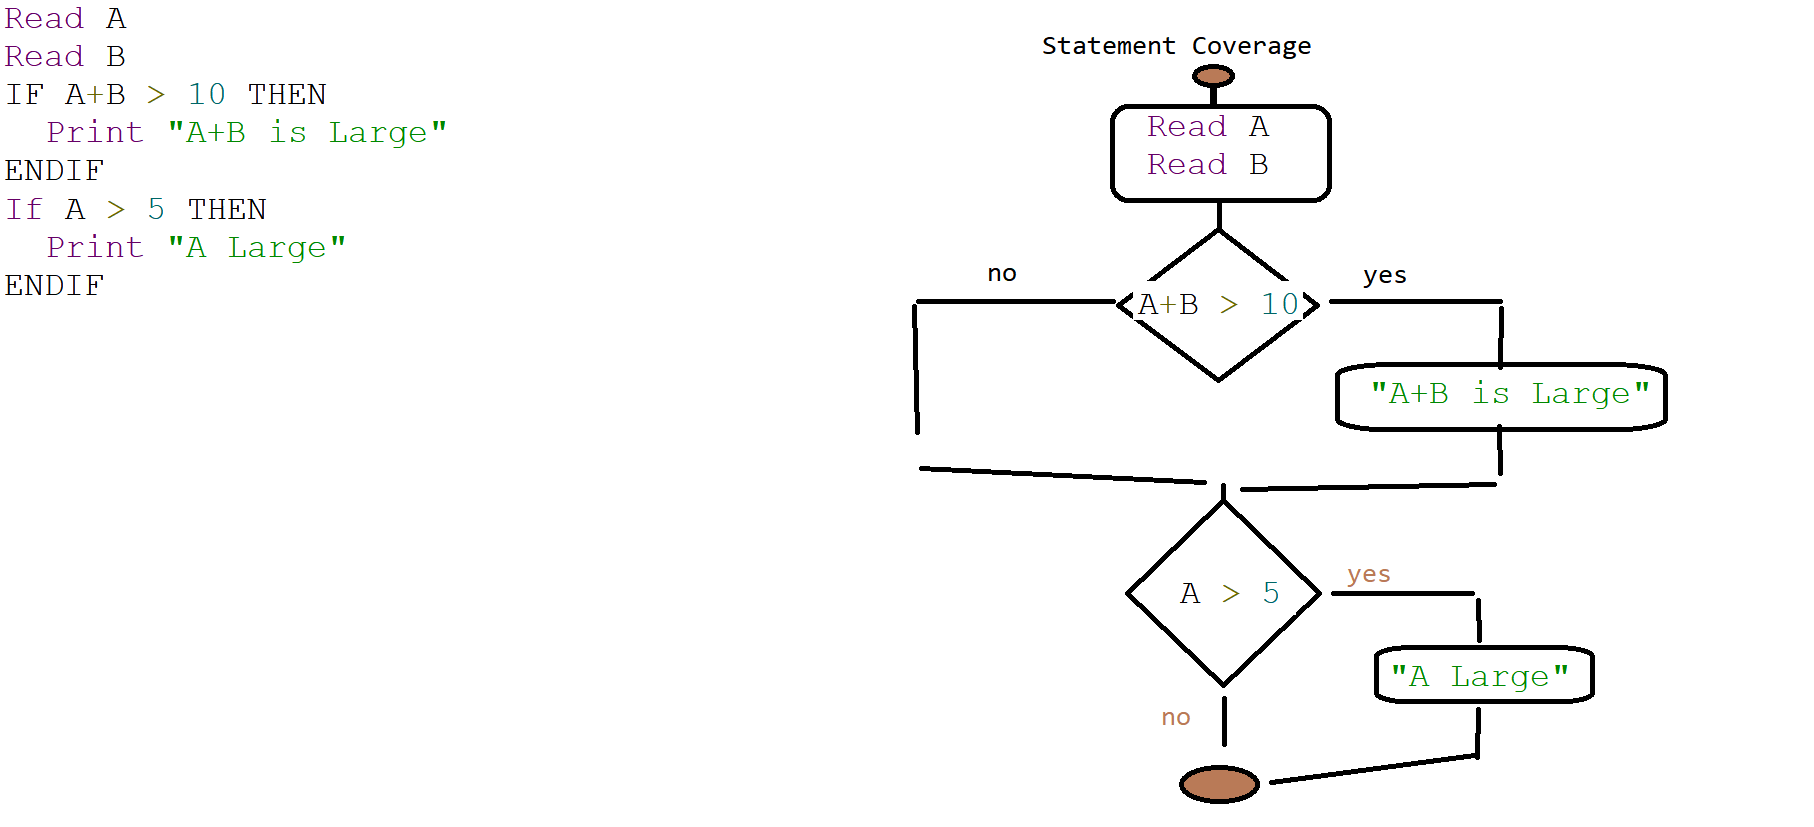 Read A
Read B
IF A+B > 10 THEN
  Print "A+B is Large"
ENDIF
If A > 5 THEN
  Print "A Large"
ENDIF
Statement Coverage
Read A
Read B
no
yes
A+B > 10
"A+B is Large"
yes
A > 5
"A Large"
no